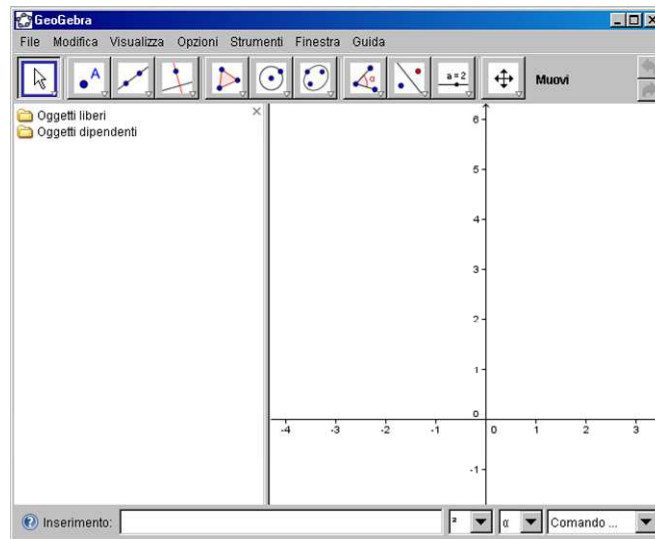 GeoGebra
File Modifica Visualizza Opzioni Strumenti Finestra Guida
A α a = 2 Muovi
Oggetti liberi
Oggetti dipendenti
6
5
4
3
2
1
0
-4 -3 -2 -1 0 1 2 3
-1
Inserimento: ² α Comando ...